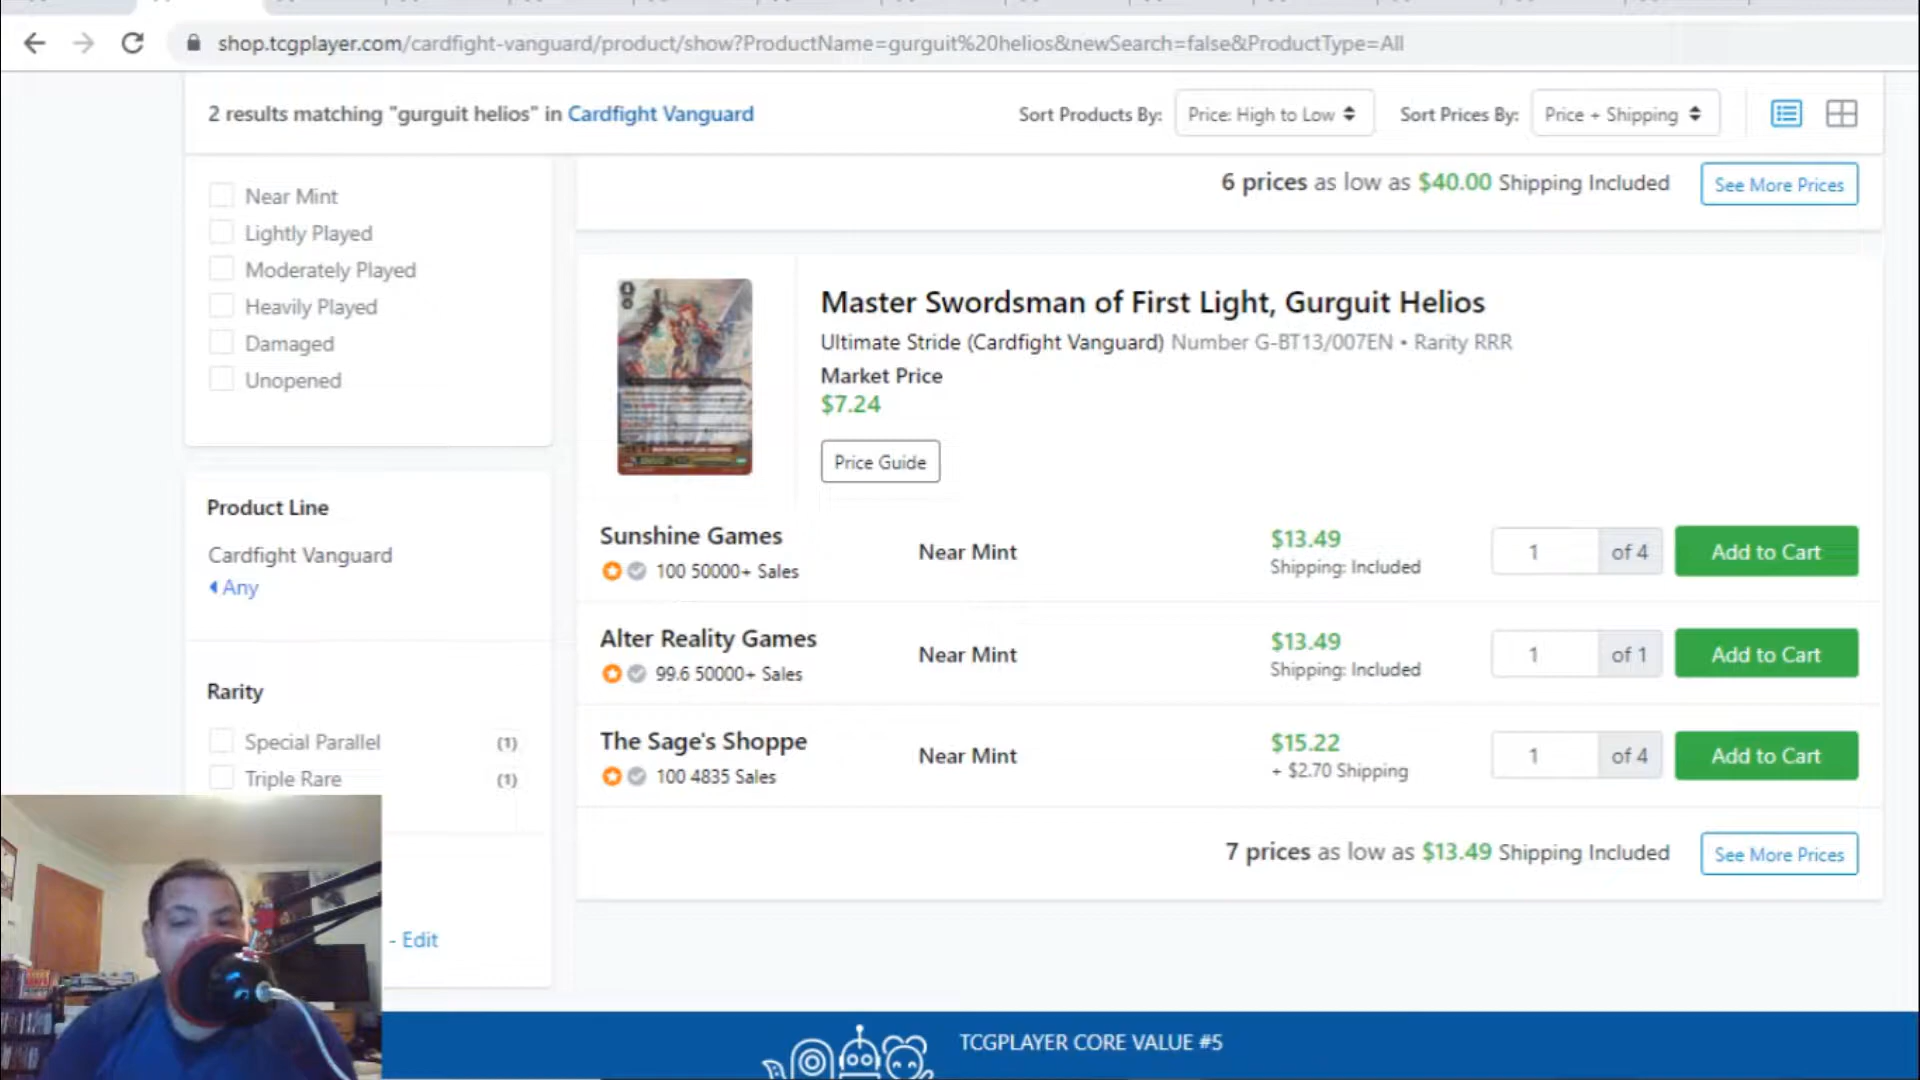 shop.tcgplayer.com/cardfight-vanguard/product/show?ProductName=gurguit%20helios&newSearch=false&ProductType=All
2 results matching "gurguit helios" in Cardfight Vanguard
Sort Products By: Price: High to Low
Sort Prices By: Price + Shipping
Near Mint
Lightly Played
Moderately Played
Heavily Played
Damaged
Unopened
Product Line
Cardfight Vanguard
Any
Rarity
Special Parallel (1)
Triple Rare (1)
- Edit
6 prices as low as $40.00 Shipping Included See More Prices
Master Swordsman of First Light, Gurguit Helios
Ultimate Stride (Cardfight Vanguard) Number G-BT13/007EN • Rarity RRR
Market Price
$7.24
Price Guide
Sunshine Games
100 50000+ Sales
Near Mint
$13.49
Shipping: Included
1 of 4 Add to Cart
Alter Reality Games
99.6 50000+ Sales
Near Mint
$13.49
Shipping: Included
1 of 1 Add to Cart
The Sage's Shoppe
100 4835 Sales
Near Mint
$15.22
+ $2.70 Shipping
1 of 4 Add to Cart
7 prices as low as $13.49 Shipping Included See More Prices
TCGPLAYER CORE VALUE #5